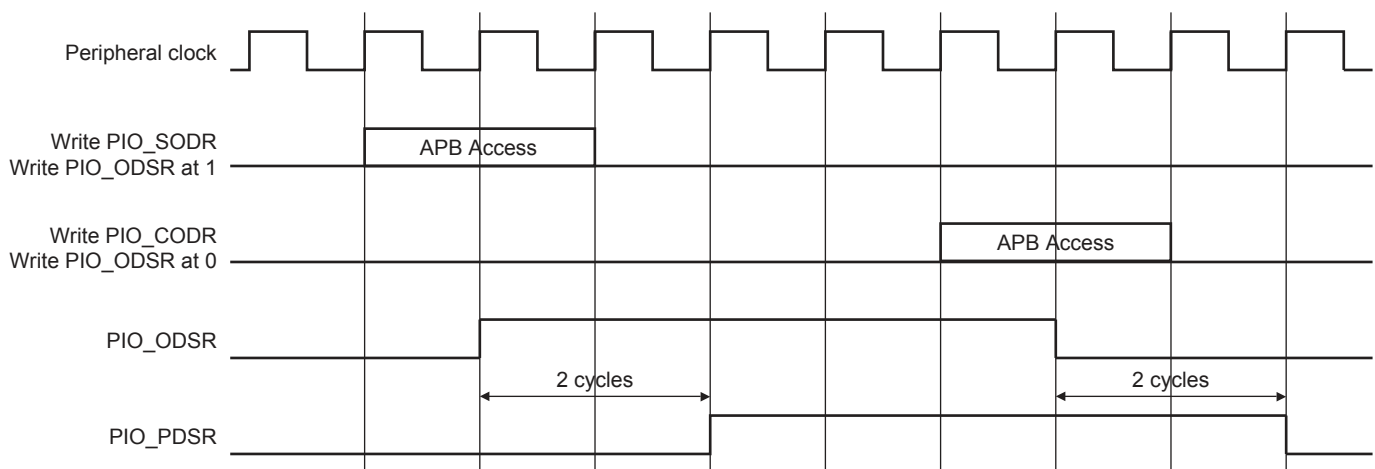 Peripheral clock
Write PIO_SODR
Write PIO_ODSR at 1
APB Access
Write PIO_CODR
Write PIO_ODSR at 0
APB Access
PIO_ODSR
2 cycles
2 cycles
PIO_PDSR